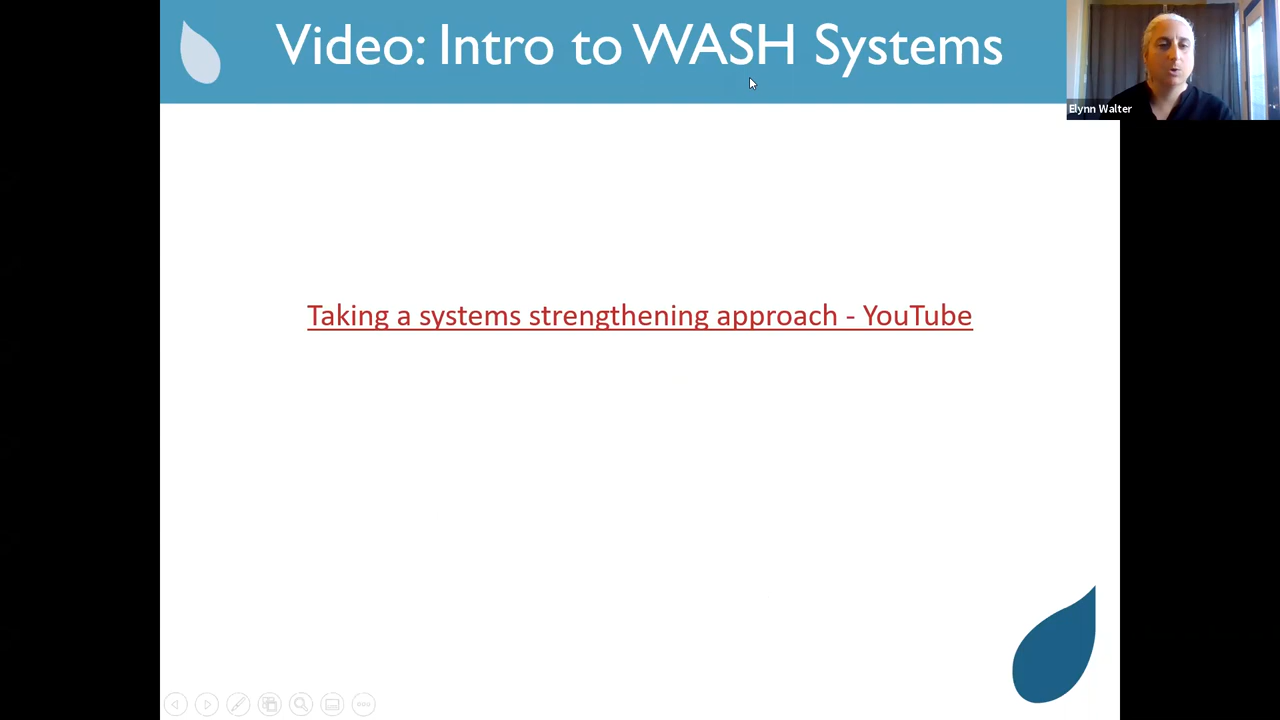 Video: Intro to WASH Systems
Elynn Walter
Taking a systems strengthening approach - YouTube